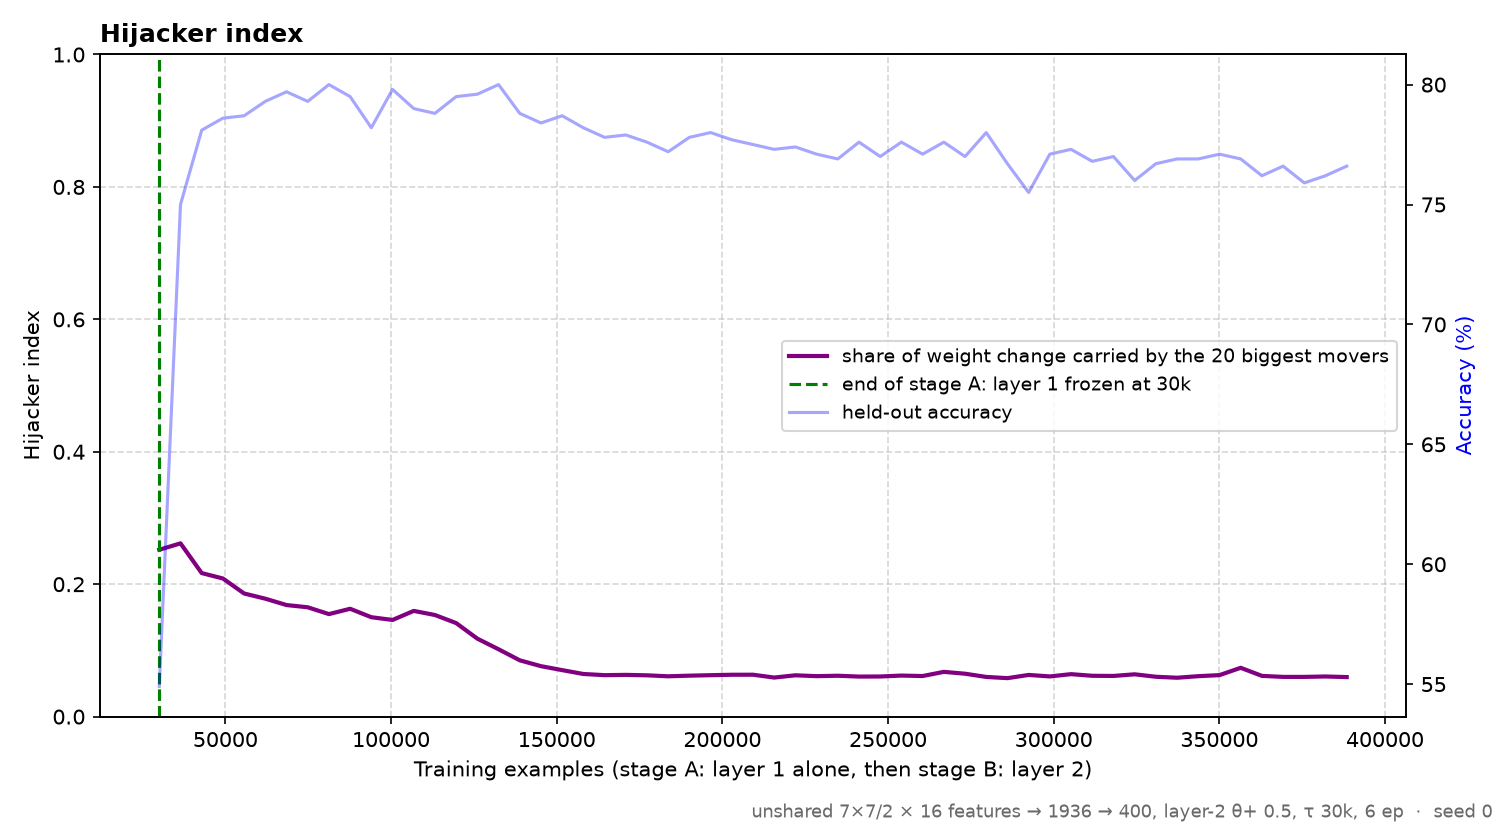 Hijacker index
1.0
0.8
0.6
0.4
0.2
0.0
Hijacker index
80
75
70
65
60
55
Accuracy (%)
share of weight change carried by the 20 biggest movers
end of stage A: layer 1 frozen at 30k
held-out accuracy
50000 100000 150000 200000 250000 300000 350000 400000
Training examples (stage A: layer 1 alone, then stage B: layer 2)
unshared 7×7/2 × 16 features → 1936 → 400, layer-2 θ+ 0.5, τ 30k, 6 ep · seed 0